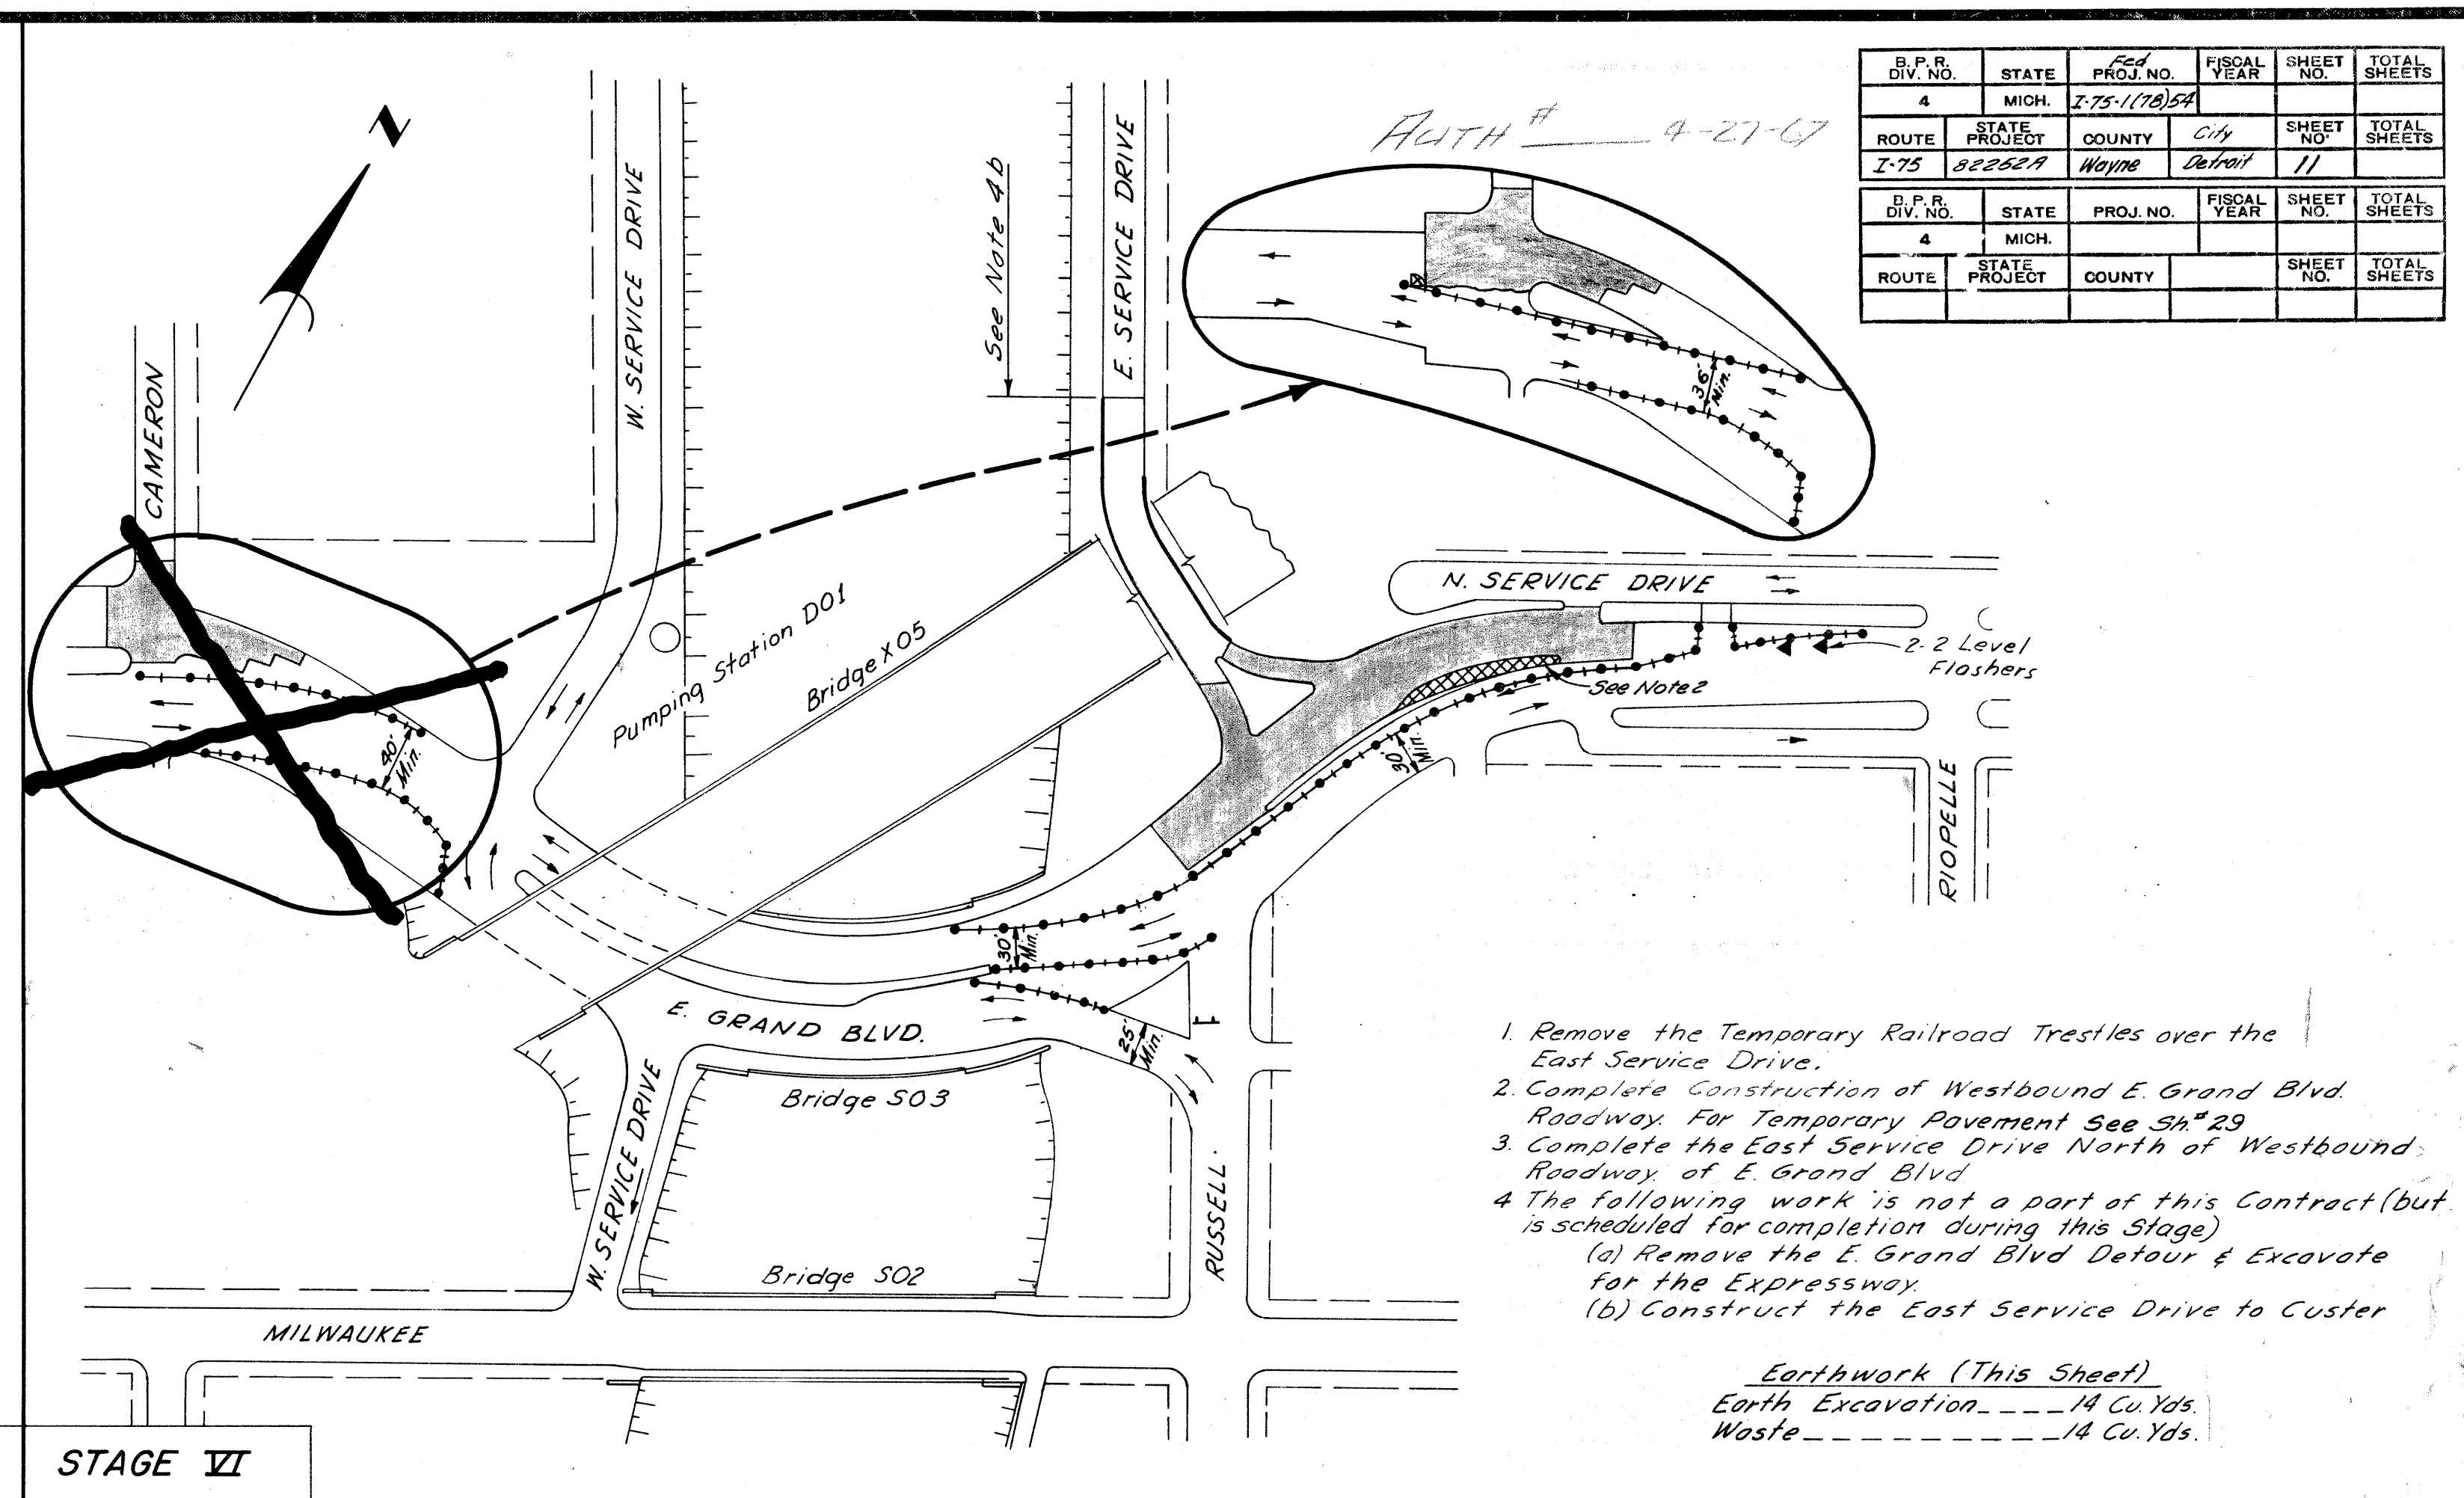 B.P.R. DIV. NO. STATE Fed PROJ. NO. FISCAL YEAR SHEET NO. TOTAL SHEETS
4 MICH. I-75-1(78)54
ROUTE STATE PROJECT COUNTY City SHEET NO. TOTAL SHEETS
I-75 82252A Wayne Detroit 11
B.P.R. DIV. NO. STATE PROJ. NO. FISCAL YEAR SHEET NO. TOTAL SHEETS
4 MICH.
ROUTE STATE PROJECT COUNTY SHEET NO. TOTAL SHEETS
AUTH # 4-27-67
N
CAMERON
W. SERVICE DRIVE
See Note 4b
E. SERVICE DRIVE
36'
Min.
N. SERVICE DRIVE
2-2 Level
Flashers
See Note 2
Pumping Station D01
Bridge X05
40'
Min.
30'
Min.
RIOPELLE
30'
Min.
E. GRAND BLVD.
25'
Min.
Bridge S03
W. SERVICE DRIVE
RUSSELL
Bridge S02
MILWAUKEE
1. Remove the Temporary Railroad Trestles over the
East Service Drive.
2. Complete Construction of Westbound E. Grand Blvd.
Roadway. For Temporary Pavement See Sh.# 29
3. Complete the East Service Drive North of Westbound
Roadway of E. Grand Blvd
4 The following work is not a part of this Contract (but
is scheduled for completion during this Stage)
(a) Remove the E. Grand Blvd Detour & Excavate
for the Expressway.
(b) Construct the East Service Drive to Custer
Earthwork (This Sheet)
Earth Excavation____14 Cu. Yds.
Waste__________14 Cu. Yds.
STAGE VI